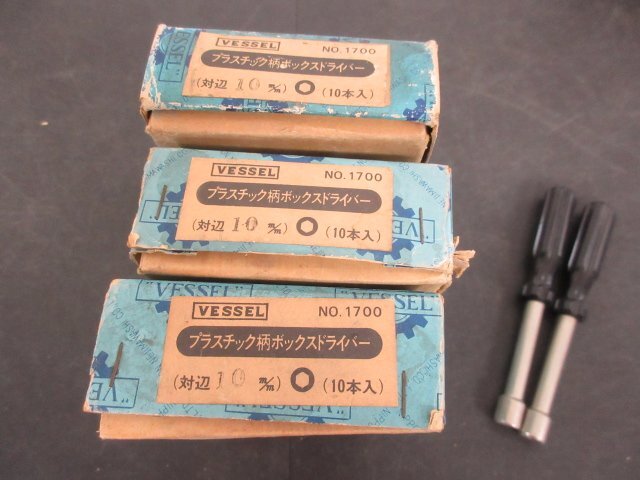 VESSEL
NO.1700
プラスチック柄ボックスドライバー
(対辺 10 m/m) (10本入)
VESSEL
NO.1700
プラスチック柄ボックスドライバー
(対辺 10 m/m) (10本入)
"VESSEL"
VESSEL
NO.1700
プラスチック柄ボックスドライバー
(対辺 10 m/m) (10本入)